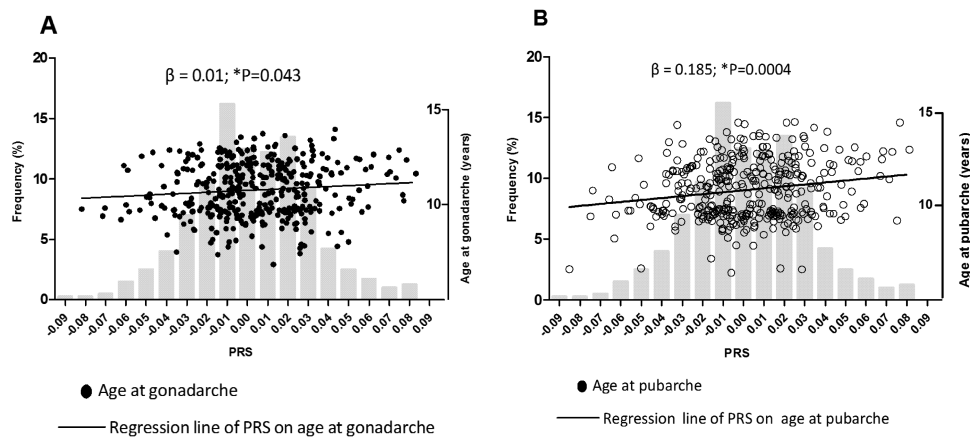 A
20
15
10
5
0
Frequency (%)
β = 0.01; *P=0.043
15
10
Age at gonadarche (years)
-0.09 -0.08 -0.07 -0.06 -0.05 -0.04 -0.03 -0.02 -0.01 0.00 0.01 0.02 0.03 0.04 0.05 0.06 0.07 0.08 0.09
PRS
Age at gonadarche
Regression line of PRS on age at gonadarche
B
20
15
10
5
0
Frequency (%)
β = 0.185; *P=0.0004
15
10
Age at pubarche (years)
-0.09 -0.08 -0.07 -0.06 -0.05 -0.04 -0.03 -0.02 -0.01 0.00 0.01 0.02 0.03 0.04 0.05 0.06 0.07 0.08 0.09
PRS
Age at pubarche
Regression line of PRS on age at pubarche